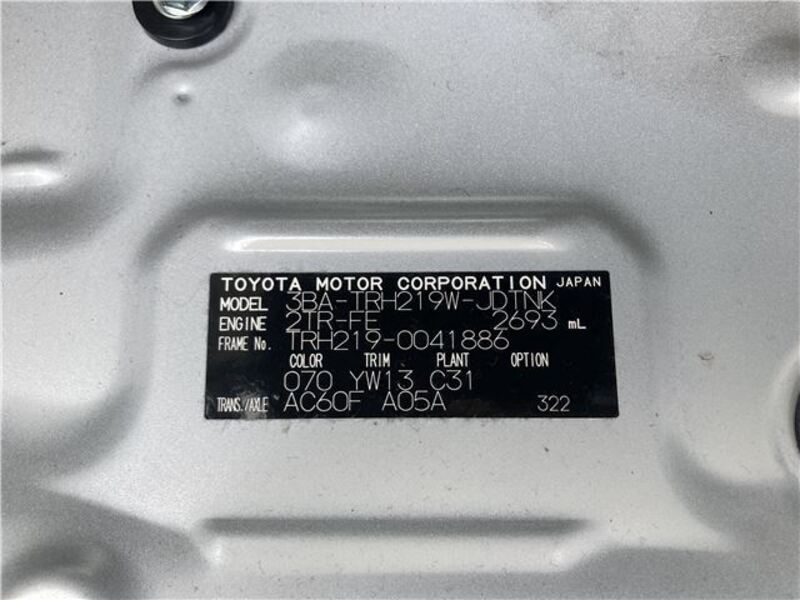 TOYOTA MOTOR CORPORATION JAPAN
MODEL 3BA-TRH219W-JDTNK
ENGINE 2TR-FE 2693 mL
FRAME No. TRH219-0041886
COLOR TRIM PLANT OPTION
070 YW13 C31
TRANS./AXLE AC60F A05A 322